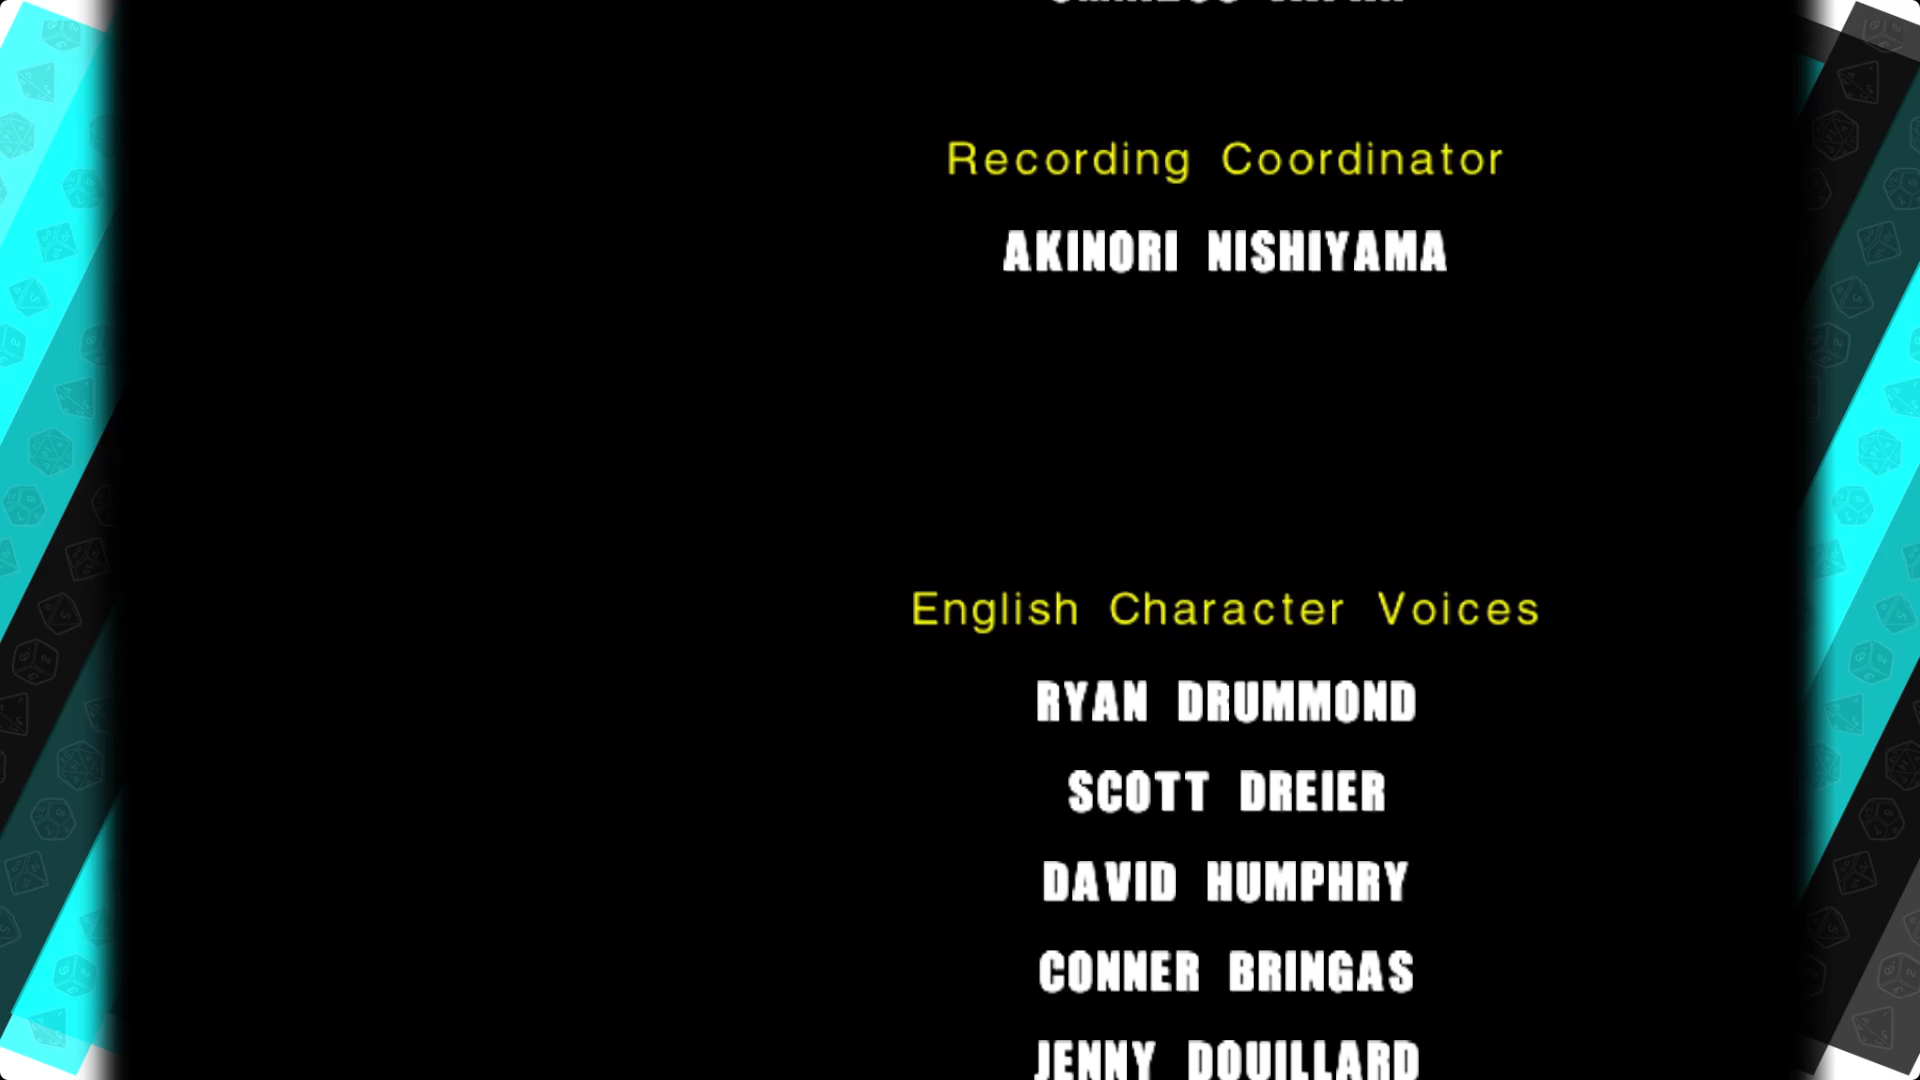 Recording Coordinator
AKINORI NISHIYAMA
English Character Voices
RYAN DRUMMOND
SCOTT DREIER
DAVID HUMPHRY
CONNER BRINGAS
JENNY DOUILLARD